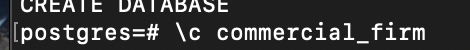 CREATE DATABASE
[postgres=# \c commercial_firm